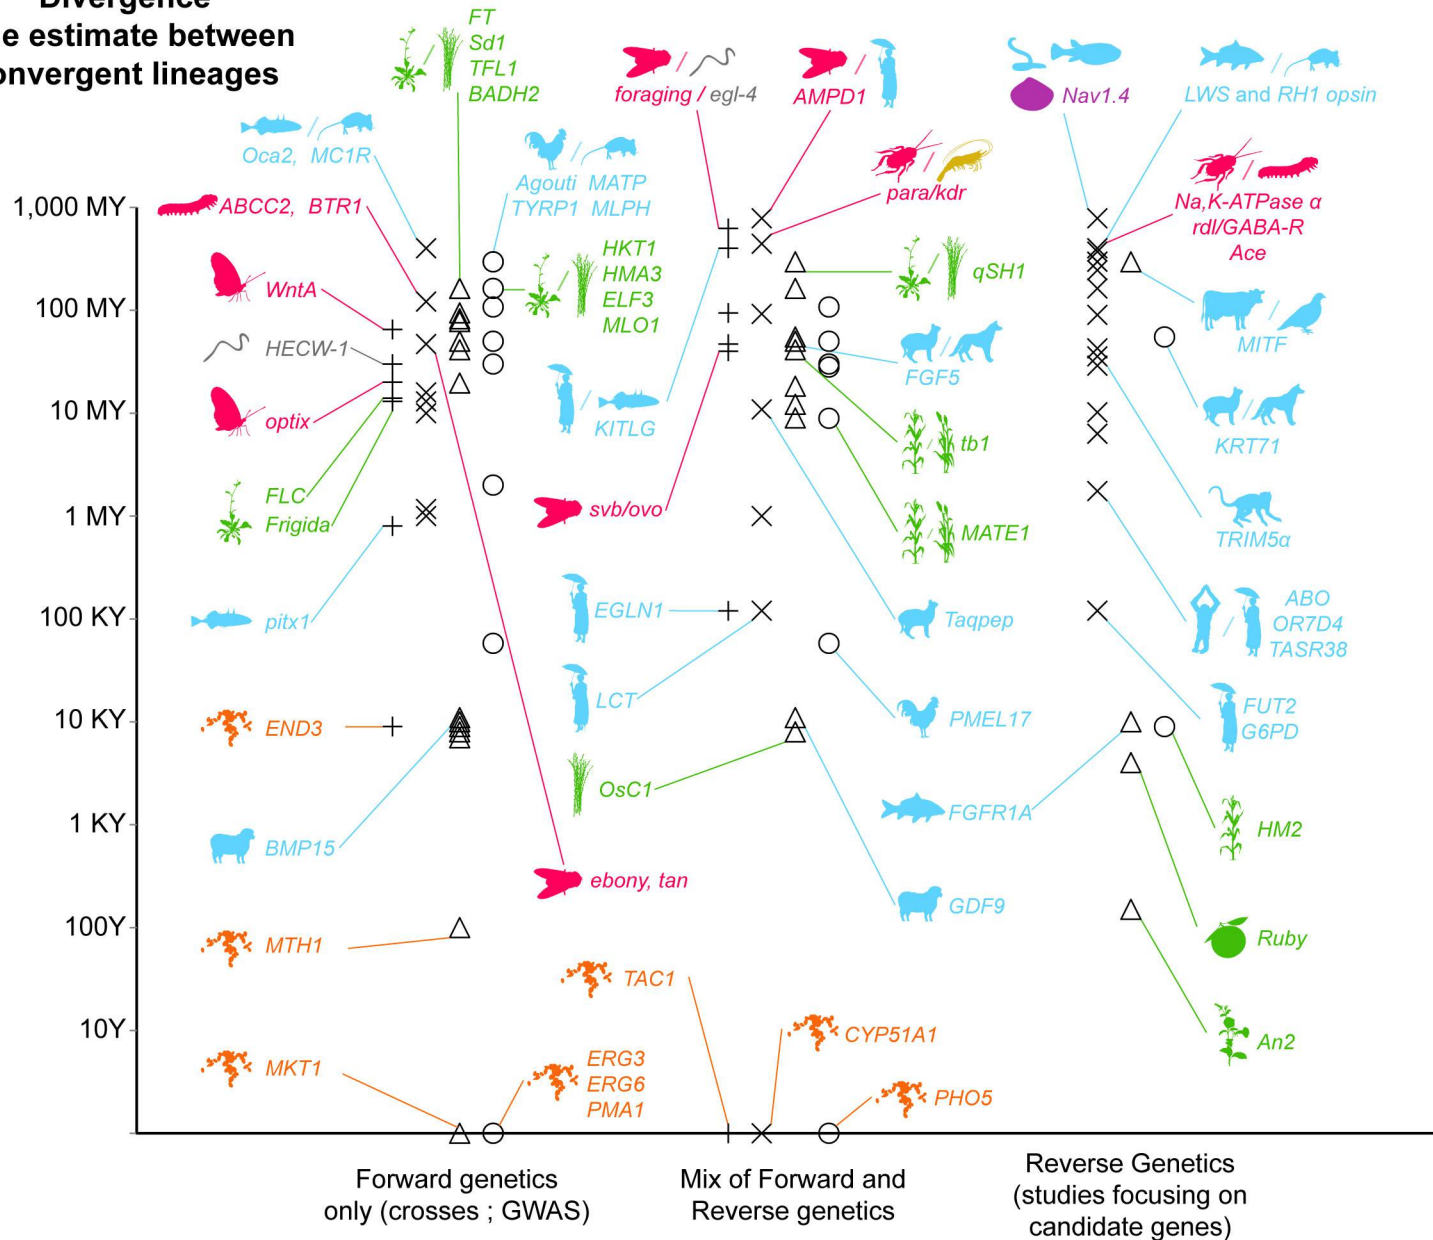 Divergence
e estimate between
onvergent lineages
FT
Sd1
TFL1
BADH2
foraging / egl-4
AMPD1
Nav1.4
LWS and RH1 opsin
Oca2, MC1R
Agouti MATP
TYRP1 MLPH
para/kdr
Na,K-ATPase α
rdl/GABA-R
Ace
1,000 MY
ABCC2, BTR1
HKT1
HMA3
ELF3
MLO1
qSH1
WntA
100 MY
MITF
HECW-1
FGF5
10 MY
optix
KITLG
tb1
KRT71
FLC
Frigida
1 MY
svb/ovo
MATE1
TRIM5α
100 KY
pitx1
EGLN1
Taqpep
ABO
OR7D4
TASR38
LCT
10 KY
END3
PMEL17
FUT2
G6PD
OsC1
1 KY
BMP15
FGFR1A
HM2
ebony, tan
GDF9
100Y
MTH1
Ruby
TAC1
10Y
CYP51A1
An2
MKT1
ERG3
ERG6
PMA1
PHO5
Forward genetics
only (crosses ; GWAS)
Mix of Forward and
Reverse genetics
Reverse Genetics
(studies focusing on
candidate genes)